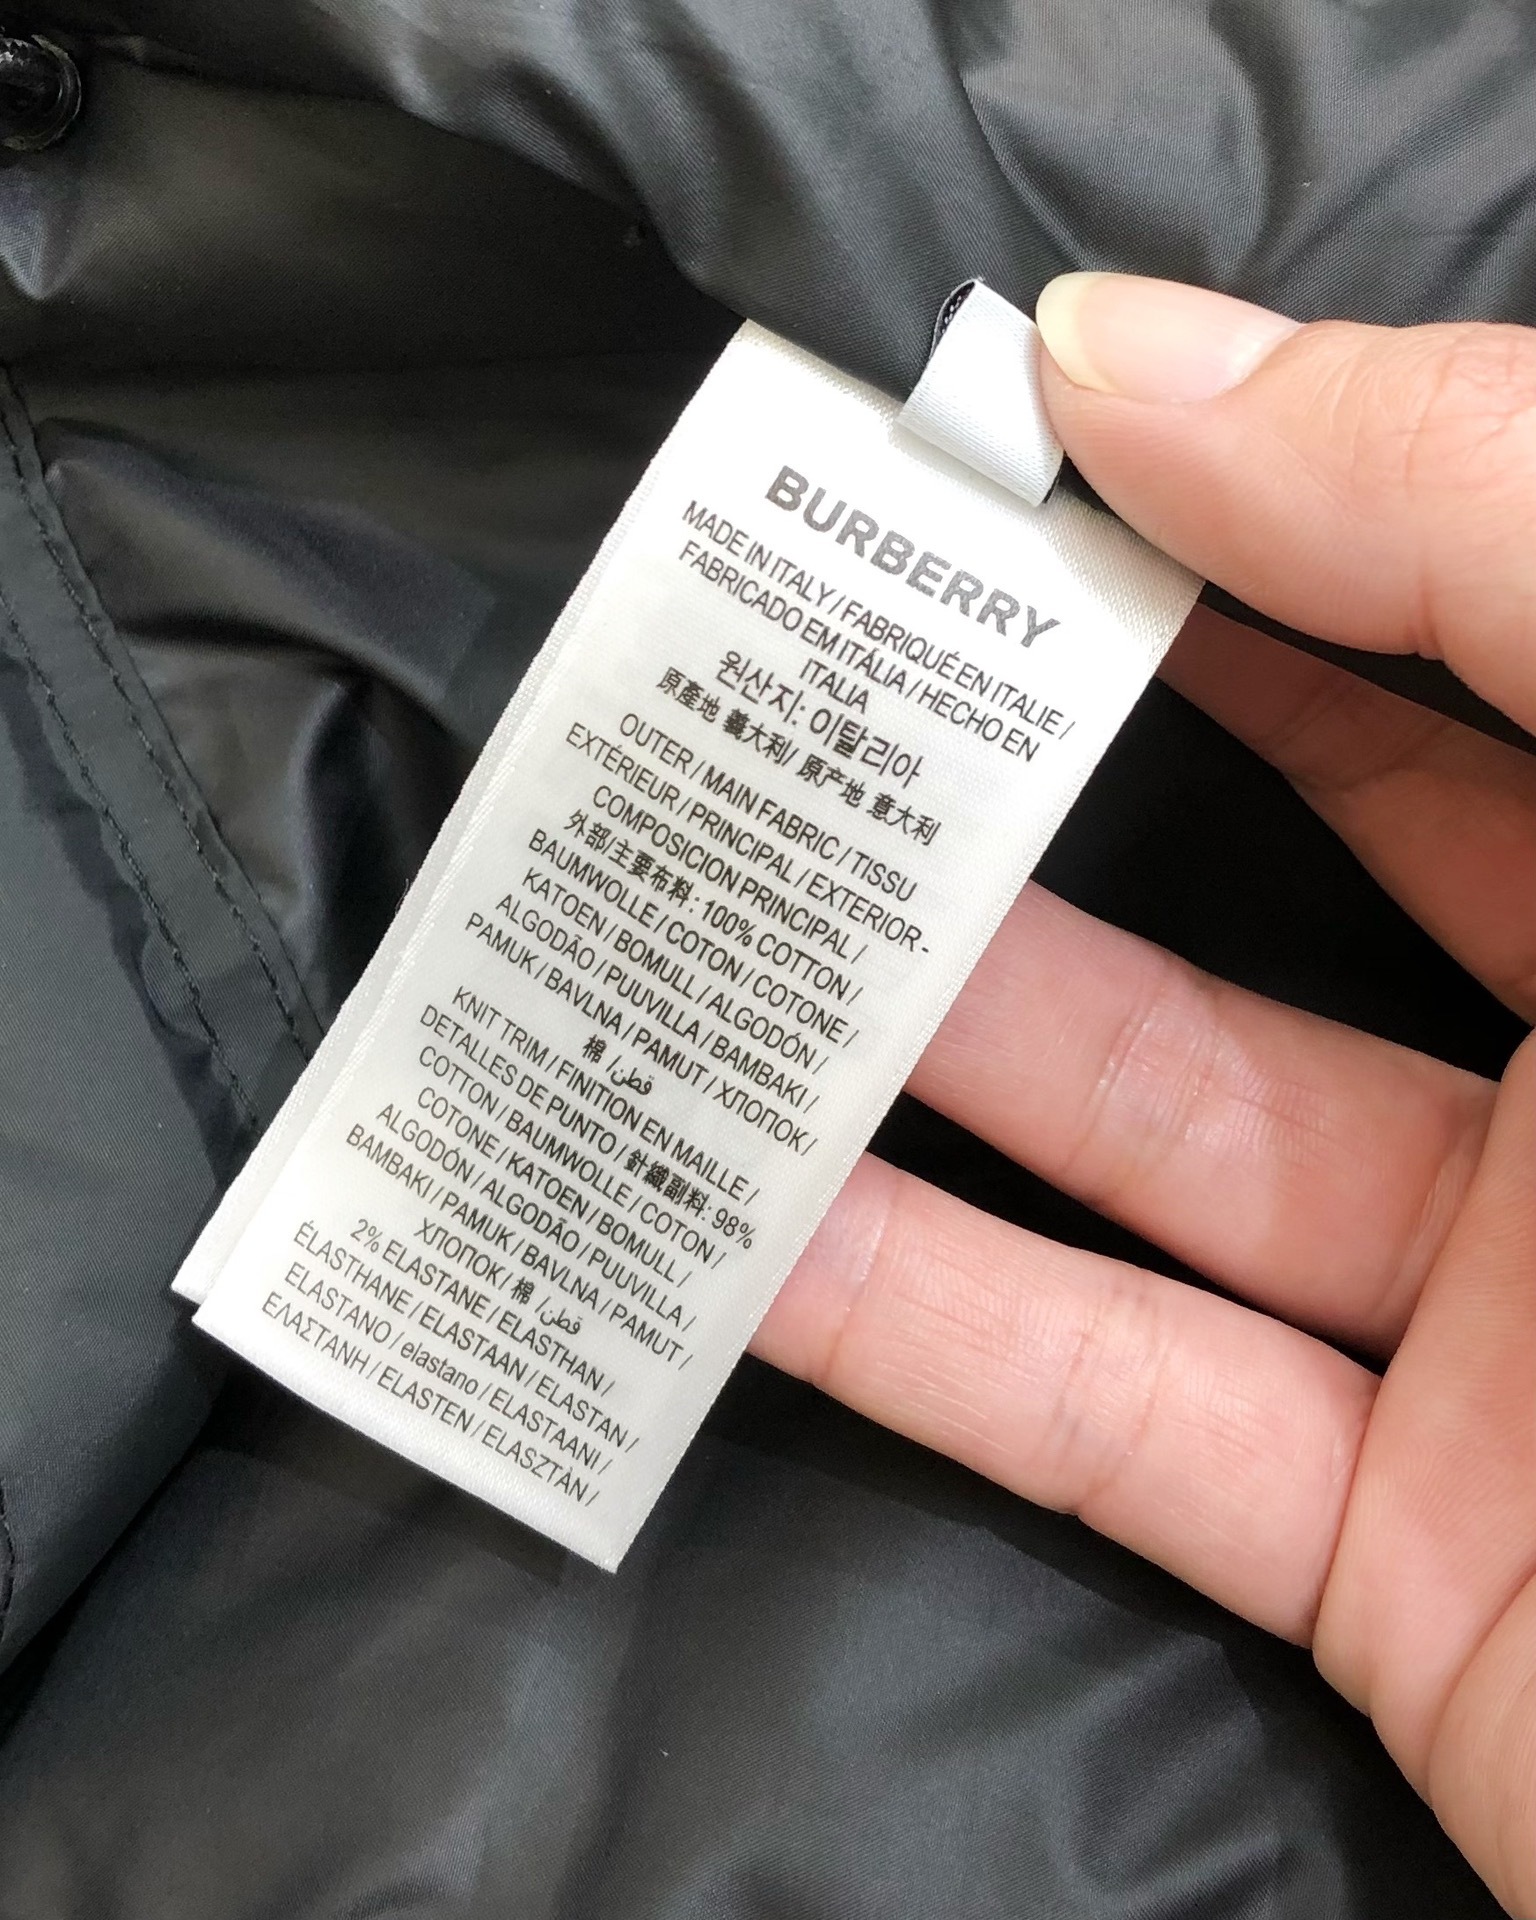 BURBERRY
MADE IN ITALY / FABRIQUÉ EN ITALIE /
FABRICADO EM ITÁLIA / HECHO EN
ITALIA
원산지: 이탈리아
原產地 義大利/ 原产地 意大利
OUTER / MAIN FABRIC / TISSU
EXTÉRIEUR / PRINCIPAL / EXTERIOR-
COMPOSICION PRINCIPAL /
外部/主要布料: 100% COTTON /
BAUMWOLLE / COTON / COTONE /
KATOEN / BOMULL / ALGODÓN /
ALGODÃO / PUUVILLA / BAMBAKI /
PAMUK / BAVLNA / PAMUT / ХЛОПОК /
棉 /قطن
KNIT TRIM / FINITION EN MAILLE /
DETALLES DE PUNTO / 針織副料: 98%
COTTON / BAUMWOLLE / COTON /
COTONE / KATOEN / BOMULL /
ALGODÓN / ALGODÃO / PUUVILLA /
BAMBAKI / PAMUK / BAVLNA / PAMUT /
ХЛОПОК / 棉 /قطن
2% ELASTANE / ELASTHAN /
ÉLASTHANE / ELASTAAN / ELASTAN /
ELASTANO / elastano / ELASTAANI /
ΕΛΑΣΤΑΝΗ / ELASTEN / ELASZTÀN /